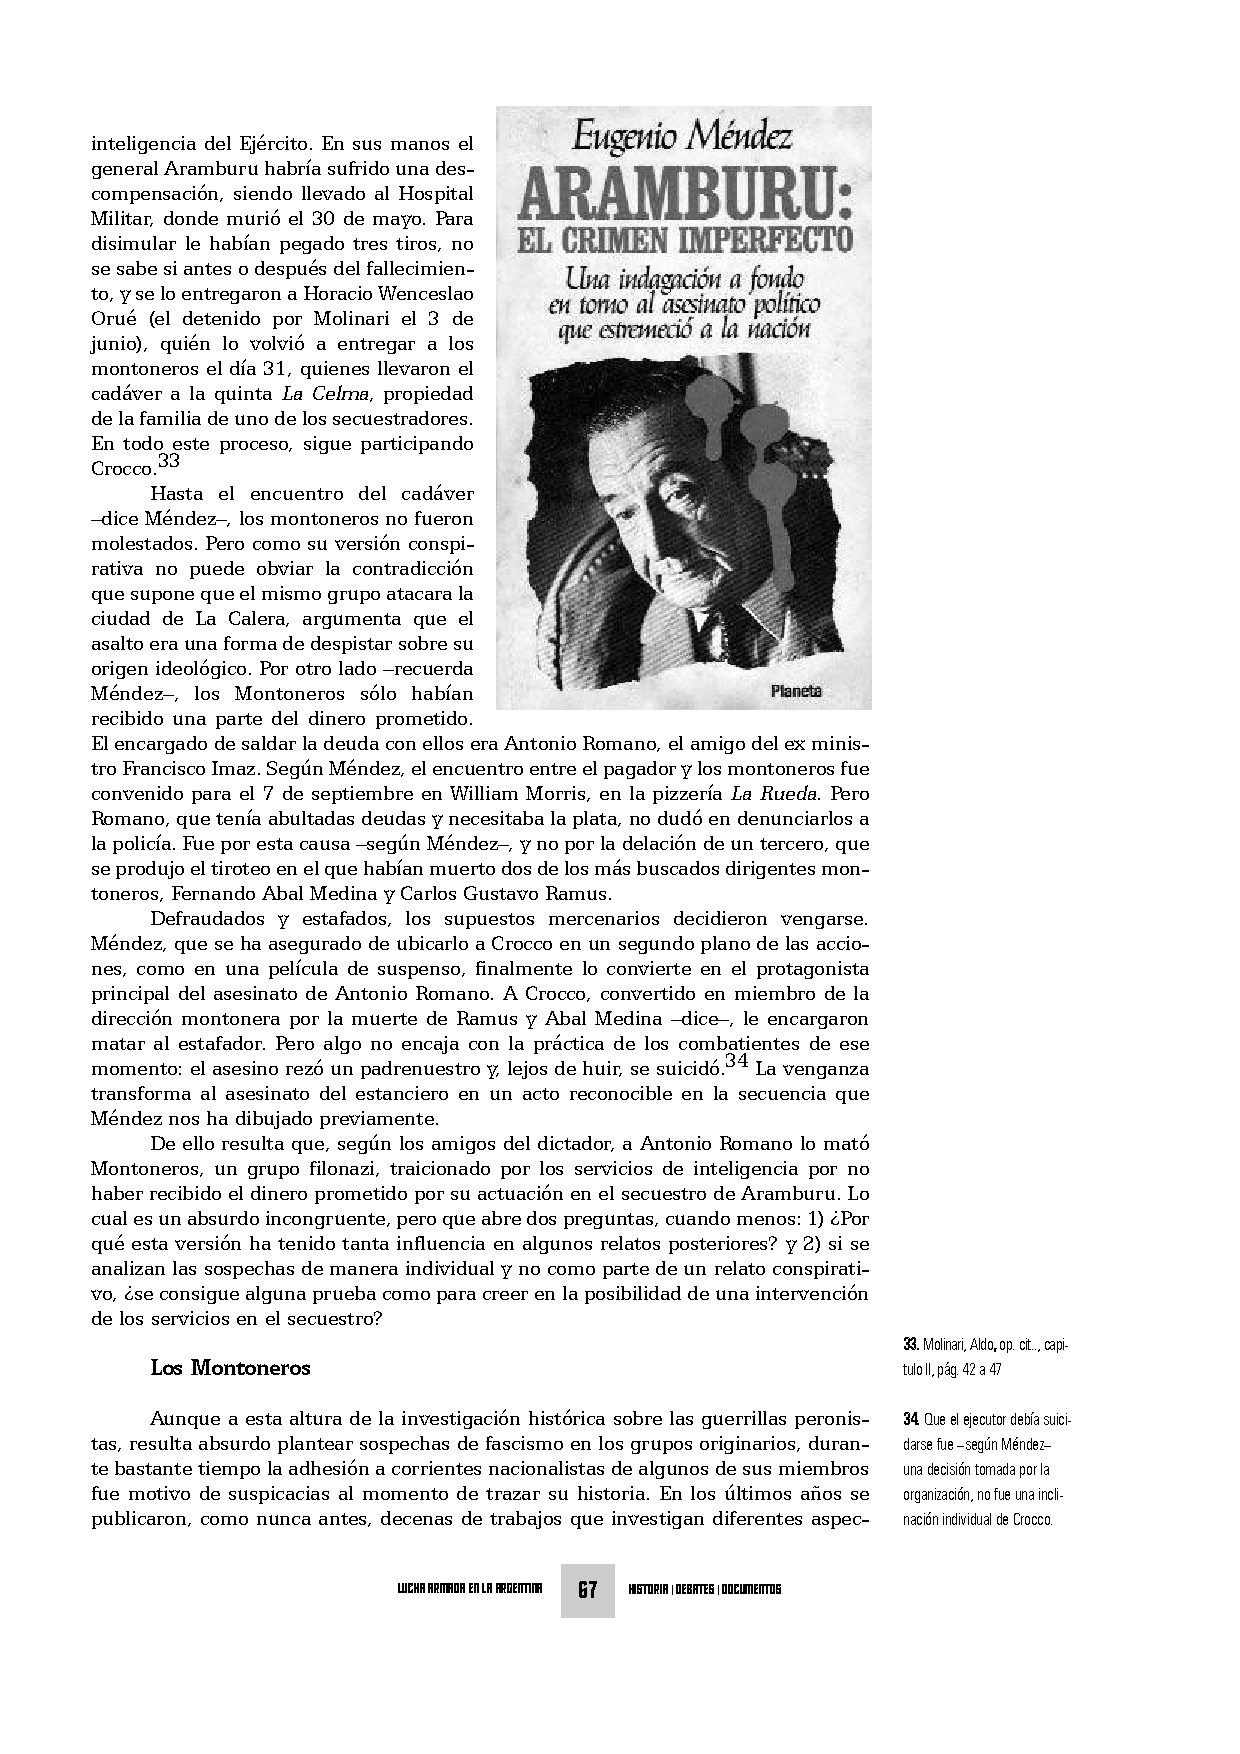 inteligencia del Ejército. En sus manos el
general Aramburu habría sufrido una des-
compensación, siendo llevado al Hospital
Militar, donde murió el 30 de mayo. Para
disimular le habían pegado tres tiros, no
se sabe si antes o después del fallecimien-
to, y se lo entregaron a Horacio Wenceslao
Orué (el detenido por Molinari el 3 de
junio), quién lo volvió a entregar a los
montoneros el día 31, quienes llevaron el
cadáver a la quinta La Celma, propiedad
de la familia de uno de los secuestradores.
En todo este proceso, sigue participando
Crocco.33
Hasta el encuentro del cadáver
–dice Méndez–, los montoneros no fueron
molestados. Pero como su versión conspi-
rativa no puede obviar la contradicción
que supone que el mismo grupo atacara la
ciudad de La Calera, argumenta que el
asalto era una forma de despistar sobre su
origen ideológico. Por otro lado –recuerda
Méndez–, los Montoneros sólo habían
recibido una parte del dinero prometido.
Eugenio Méndez
ARAMBURU:
EL CRIMEN IMPERFECTO
Una indagación a fondo
en torno al asesinato político
que estremeció a la nación
Planeta
El encargado de saldar la deuda con ellos era Antonio Romano, el amigo del ex minis-
tro Francisco Imaz. Según Méndez, el encuentro entre el pagador y los montoneros fue
convenido para el 7 de septiembre en William Morris, en la pizzería La Rueda. Pero
Romano, que tenía abultadas deudas y necesitaba la plata, no dudó en denunciarlos a
la policía. Fue por esta causa –según Méndez–, y no por la delación de un tercero, que
se produjo el tiroteo en el que habían muerto dos de los más buscados dirigentes mon-
toneros, Fernando Abal Medina y Carlos Gustavo Ramus.
Defraudados y estafados, los supuestos mercenarios decidieron vengarse.
Méndez, que se ha asegurado de ubicarlo a Crocco en un segundo plano de las accio-
nes, como en una película de suspenso, finalmente lo convierte en el protagonista
principal del asesinato de Antonio Romano. A Crocco, convertido en miembro de la
dirección montonera por la muerte de Ramus y Abal Medina –dice–, le encargaron
matar al estafador. Pero algo no encaja con la práctica de los combatientes de ese
momento: el asesino rezó un padrenuestro y, lejos de huir, se suicidó.34 La venganza
transforma al asesinato del estanciero en un acto reconocible en la secuencia que
Méndez nos ha dibujado previamente.
De ello resulta que, según los amigos del dictador, a Antonio Romano lo mató
Montoneros, un grupo filonazi, traicionado por los servicios de inteligencia por no
haber recibido el dinero prometido por su actuación en el secuestro de Aramburu. Lo
cual es un absurdo incongruente, pero que abre dos preguntas, cuando menos: 1) ¿Por
qué esta versión ha tenido tanta influencia en algunos relatos posteriores? y 2) si se
analizan las sospechas de manera individual y no como parte de un relato conspirati-
vo, ¿se consigue alguna prueba como para creer en la posibilidad de una intervención
de los servicios en el secuestro?
Los Montoneros
Aunque a esta altura de la investigación histórica sobre las guerrillas peronis-
tas, resulta absurdo plantear sospechas de fascismo en los grupos originarios, duran-
te bastante tiempo la adhesión a corrientes nacionalistas de algunos de sus miembros
fue motivo de suspicacias al momento de trazar su historia. En los últimos años se
publicaron, como nunca antes, decenas de trabajos que investigan diferentes aspec-
33. Molinari, Aldo, op. cit.., capi-
tulo II, pág. 42 a 47
34. Que el ejecutor debía suici-
darse fue –según Méndez–
una decisión tomada por la
organización, no fue una incli-
nación individual de Crocco.
LUCHA ARMADA EN LA ARGENTINA 67 HISTORIA | DEBATES | DOCUMENTOS